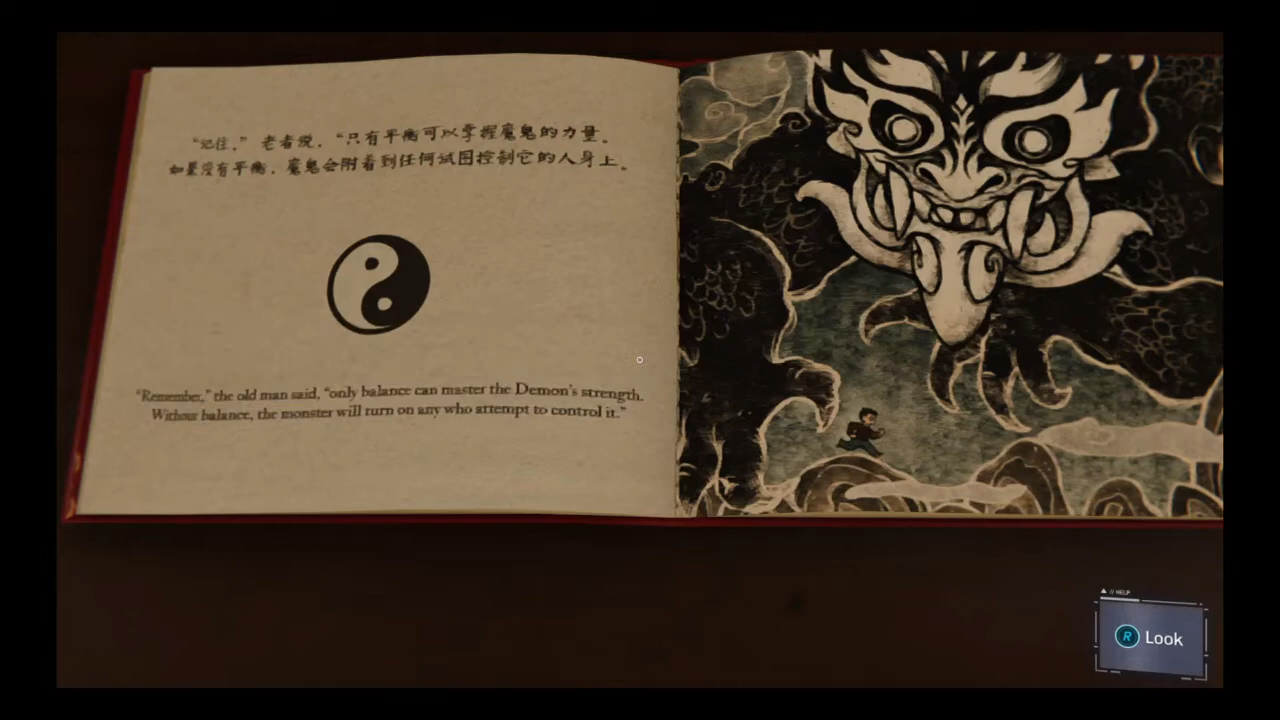 “记住，” 老者说，“只有平衡可以掌握魔鬼的力量。
如果没有平衡，魔鬼会附着到任何试图控制它的人身上。
“Remember,” the old man said, “only balance can master the Demon’s strength.
Without balance, the monster will turn on any who attempt to control it.”
// HELP
R Look